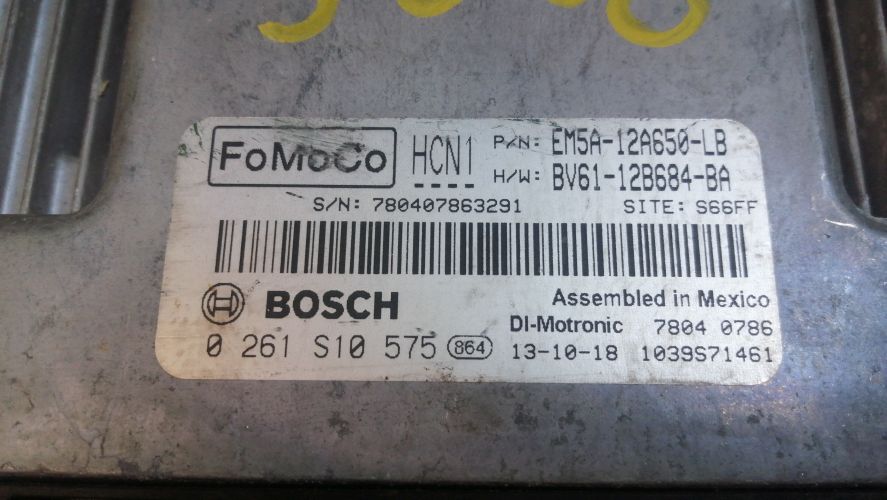 FoMoCo HCN1 P/N: EM5A-12A650-LB
H/W: BV61-12B684-BA
S/N: 780407863291 SITE: S66FF
BOSCH Assembled in Mexico
DI-Motronic 7804 0786
0 261 S10 575 864 13-10-18 1039S71461